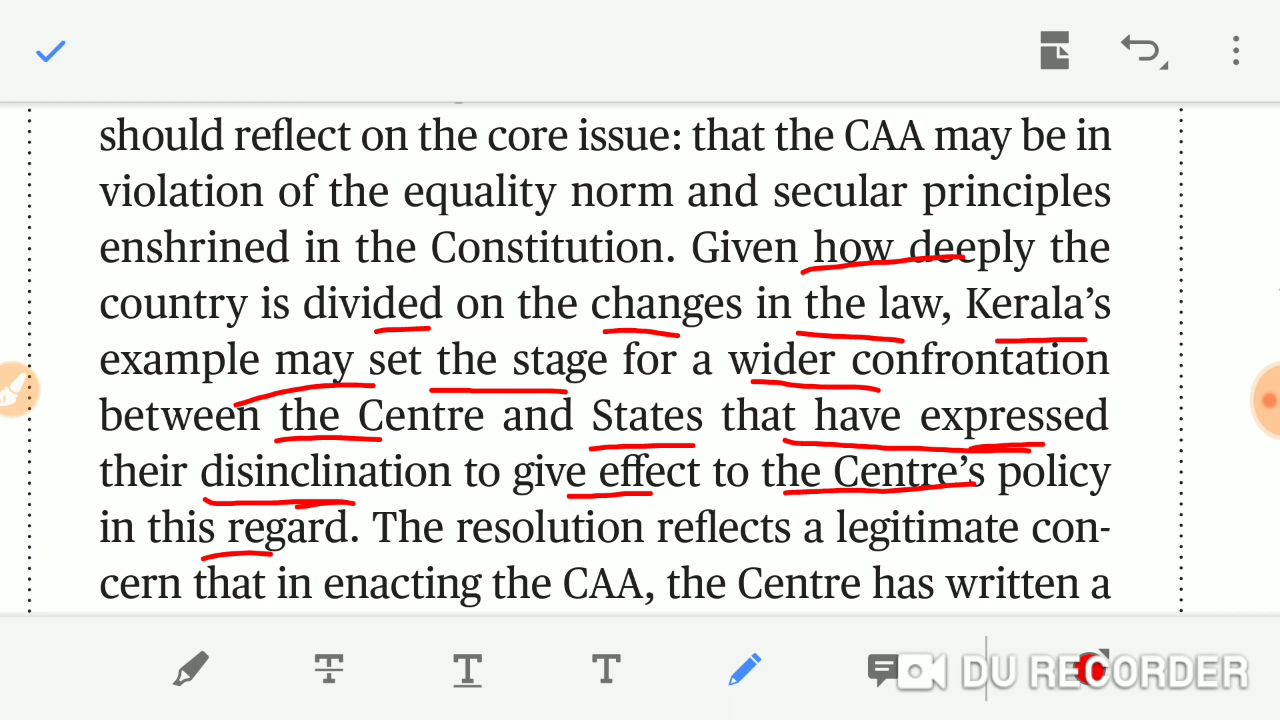 should reflect on the core issue: that the CAA may be in
violation of the equality norm and secular principles
enshrined in the Constitution. Given how deeply the
country is divided on the changes in the law, Kerala’s
example may set the stage for a wider confrontation
between the Centre and States that have expressed
their disinclination to give effect to the Centre’s policy
in this regard. The resolution reflects a legitimate con-
cern that in enacting the CAA, the Centre has written a
T T T
DU RECORDER